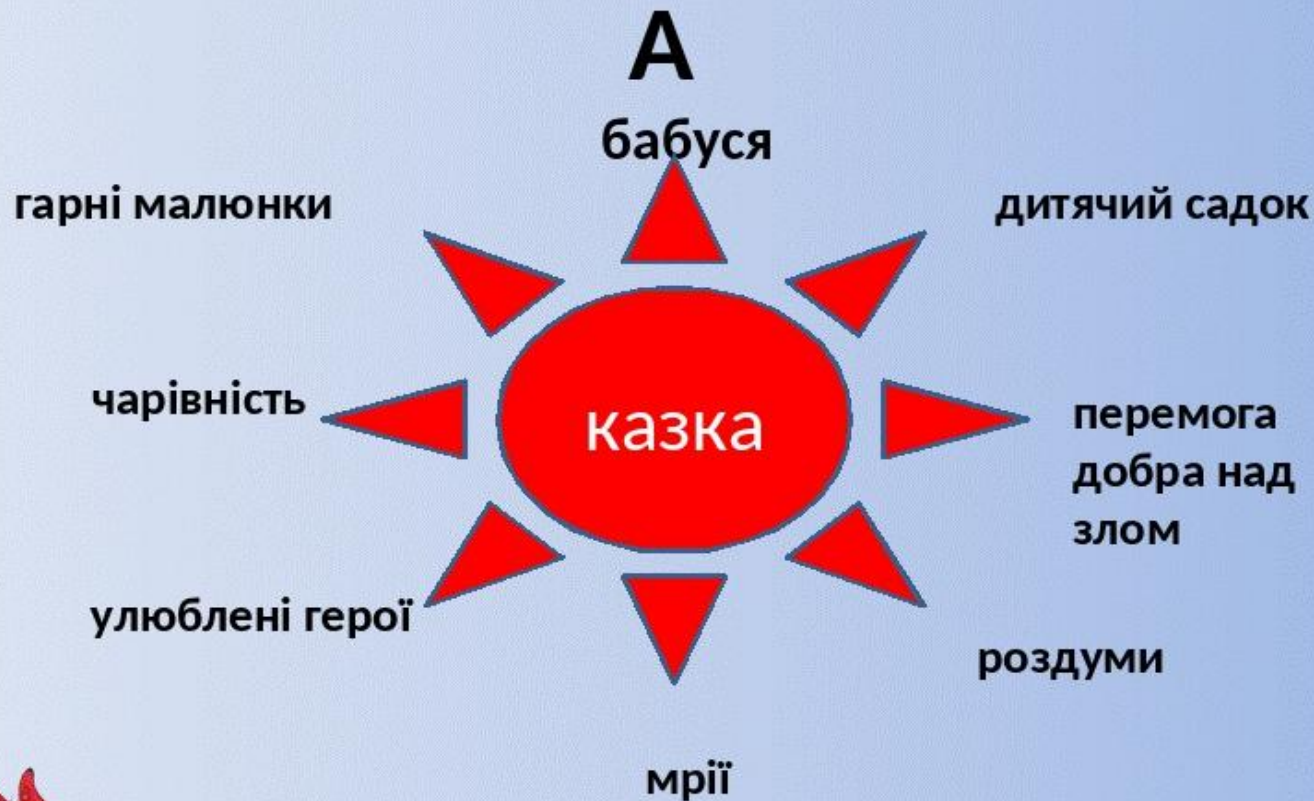 А
бабуся
гарні малюнки
дитячий садок
чарівність
казка
перемога
добра над
злом
улюблені герої
роздуми
мрії